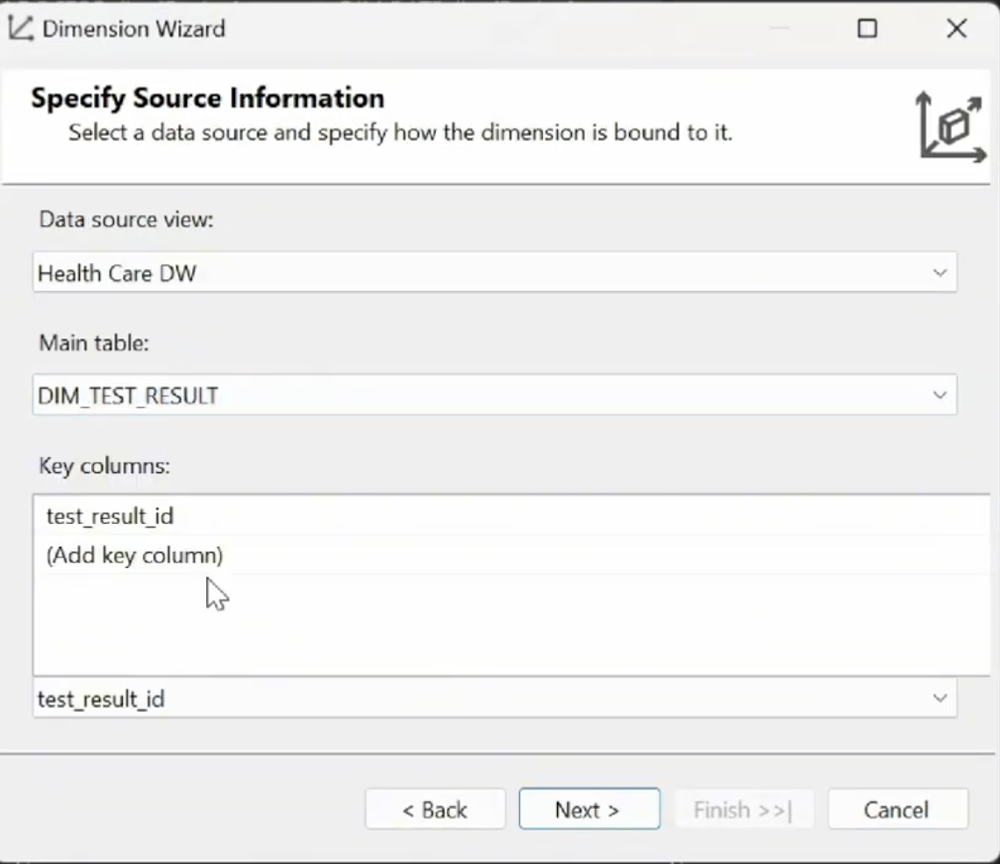 Dimension Wizard
Specify Source Information
Select a data source and specify how the dimension is bound to it.
Data source view:
Health Care DW
Main table:
DIM_TEST_RESULT
Key columns:
test_result_id
(Add key column)
test_result_id
< Back
Next >
Finish >>|
Cancel